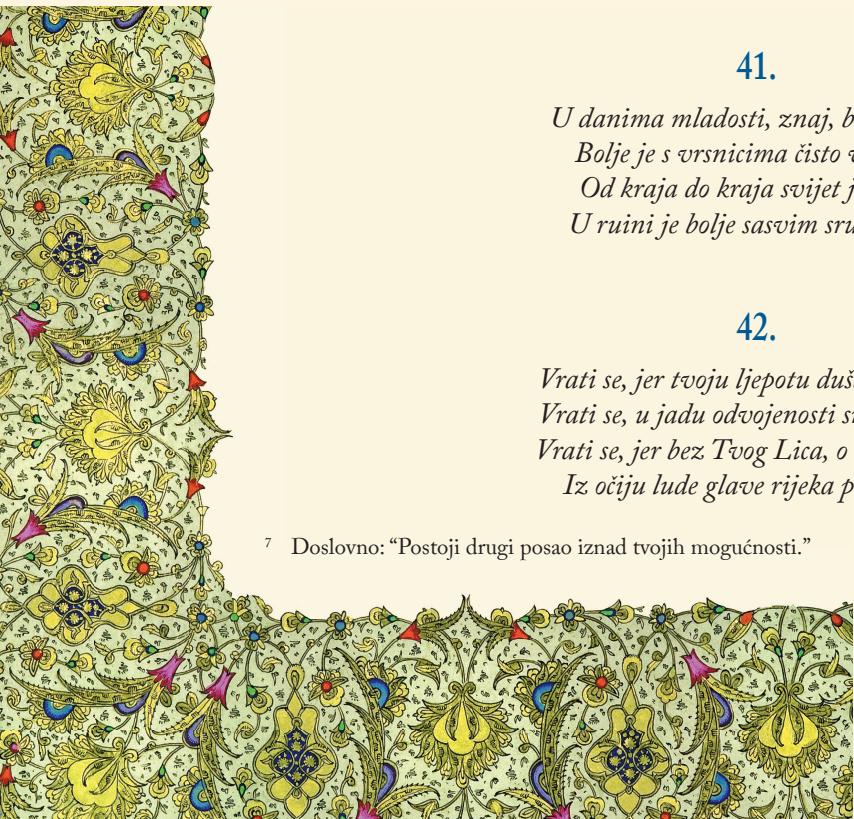 41.
U danima mladosti, znaj,
Bolje je s vrsnicima čisto
Od kraja do kraja svijet
U ruini je bolje sasvim
42.
Vrati se, jer tvoju ljepotu
Vrati se, u jadu odvojenosti
Vrati se, jer bez Tvog Lica, o
Iz očiju lude glave rijeka
7 Doslovno: “Postoji drugi posao iznad tvojih mogućnosti.”